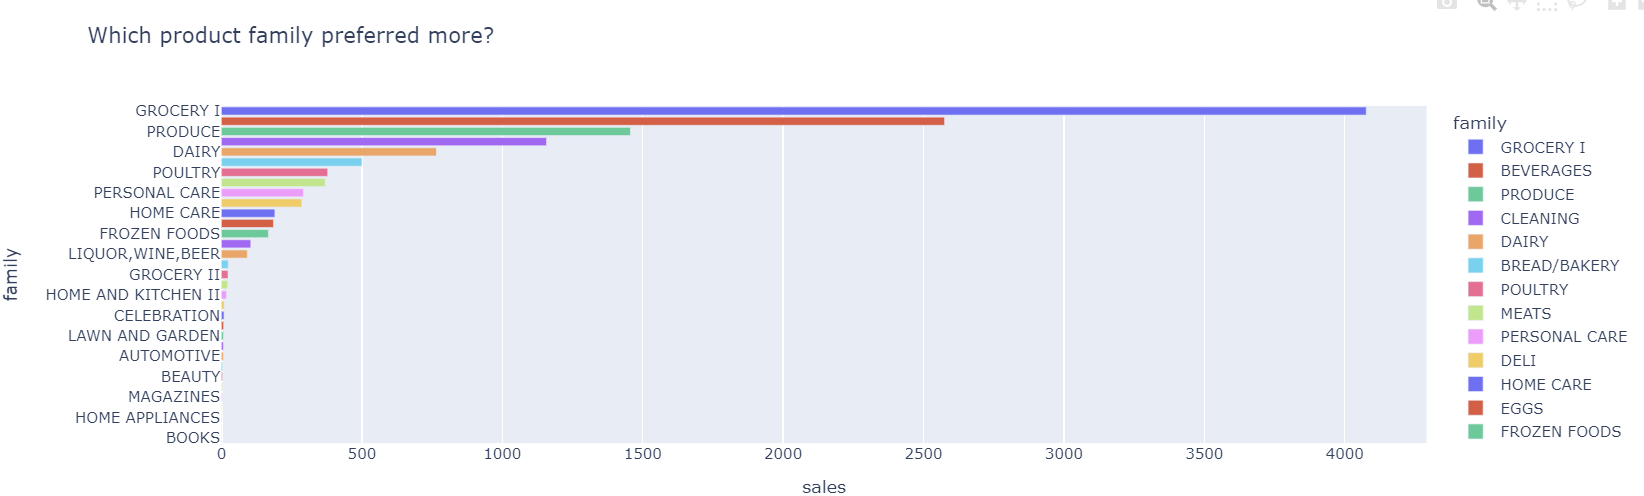 Which product family preferred more?
GROCERY I
PRODUCE
DAIRY
POULTRY
PERSONAL CARE
HOME CARE
FROZEN FOODS
LIQUOR,WINE,BEER
GROCERY II
HOME AND KITCHEN II
CELEBRATION
LAWN AND GARDEN
AUTOMOTIVE
BEAUTY
MAGAZINES
HOME APPLIANCES
BOOKS
family
0 500 1000 1500 2000 2500 3000 3500 4000
sales
family
GROCERY I
BEVERAGES
PRODUCE
CLEANING
DAIRY
BREAD/BAKERY
POULTRY
MEATS
PERSONAL CARE
DELI
HOME CARE
EGGS
FROZEN FOODS